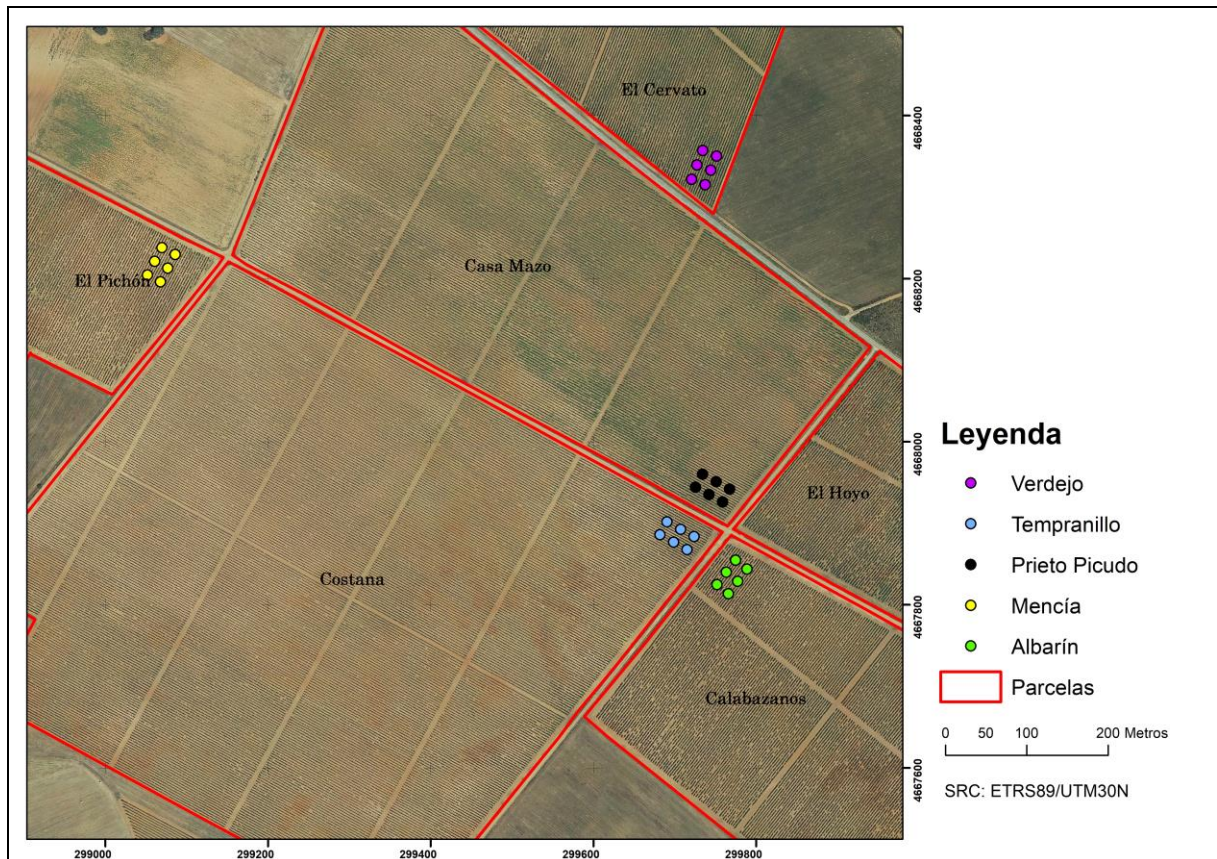 El Cervato
4668400
Casa Mazo
4668200
El Pichón
4668000
El Hoyo
Costana
4667800
Calabazanos
4667600
299000
299200
299400
299600
299800
Leyenda
Verdejo
Tempranillo
Prieto Picudo
Mencía
Albarín
Parcelas
0 50 100 200 Metros
SRC: ETRS89/UTM30N